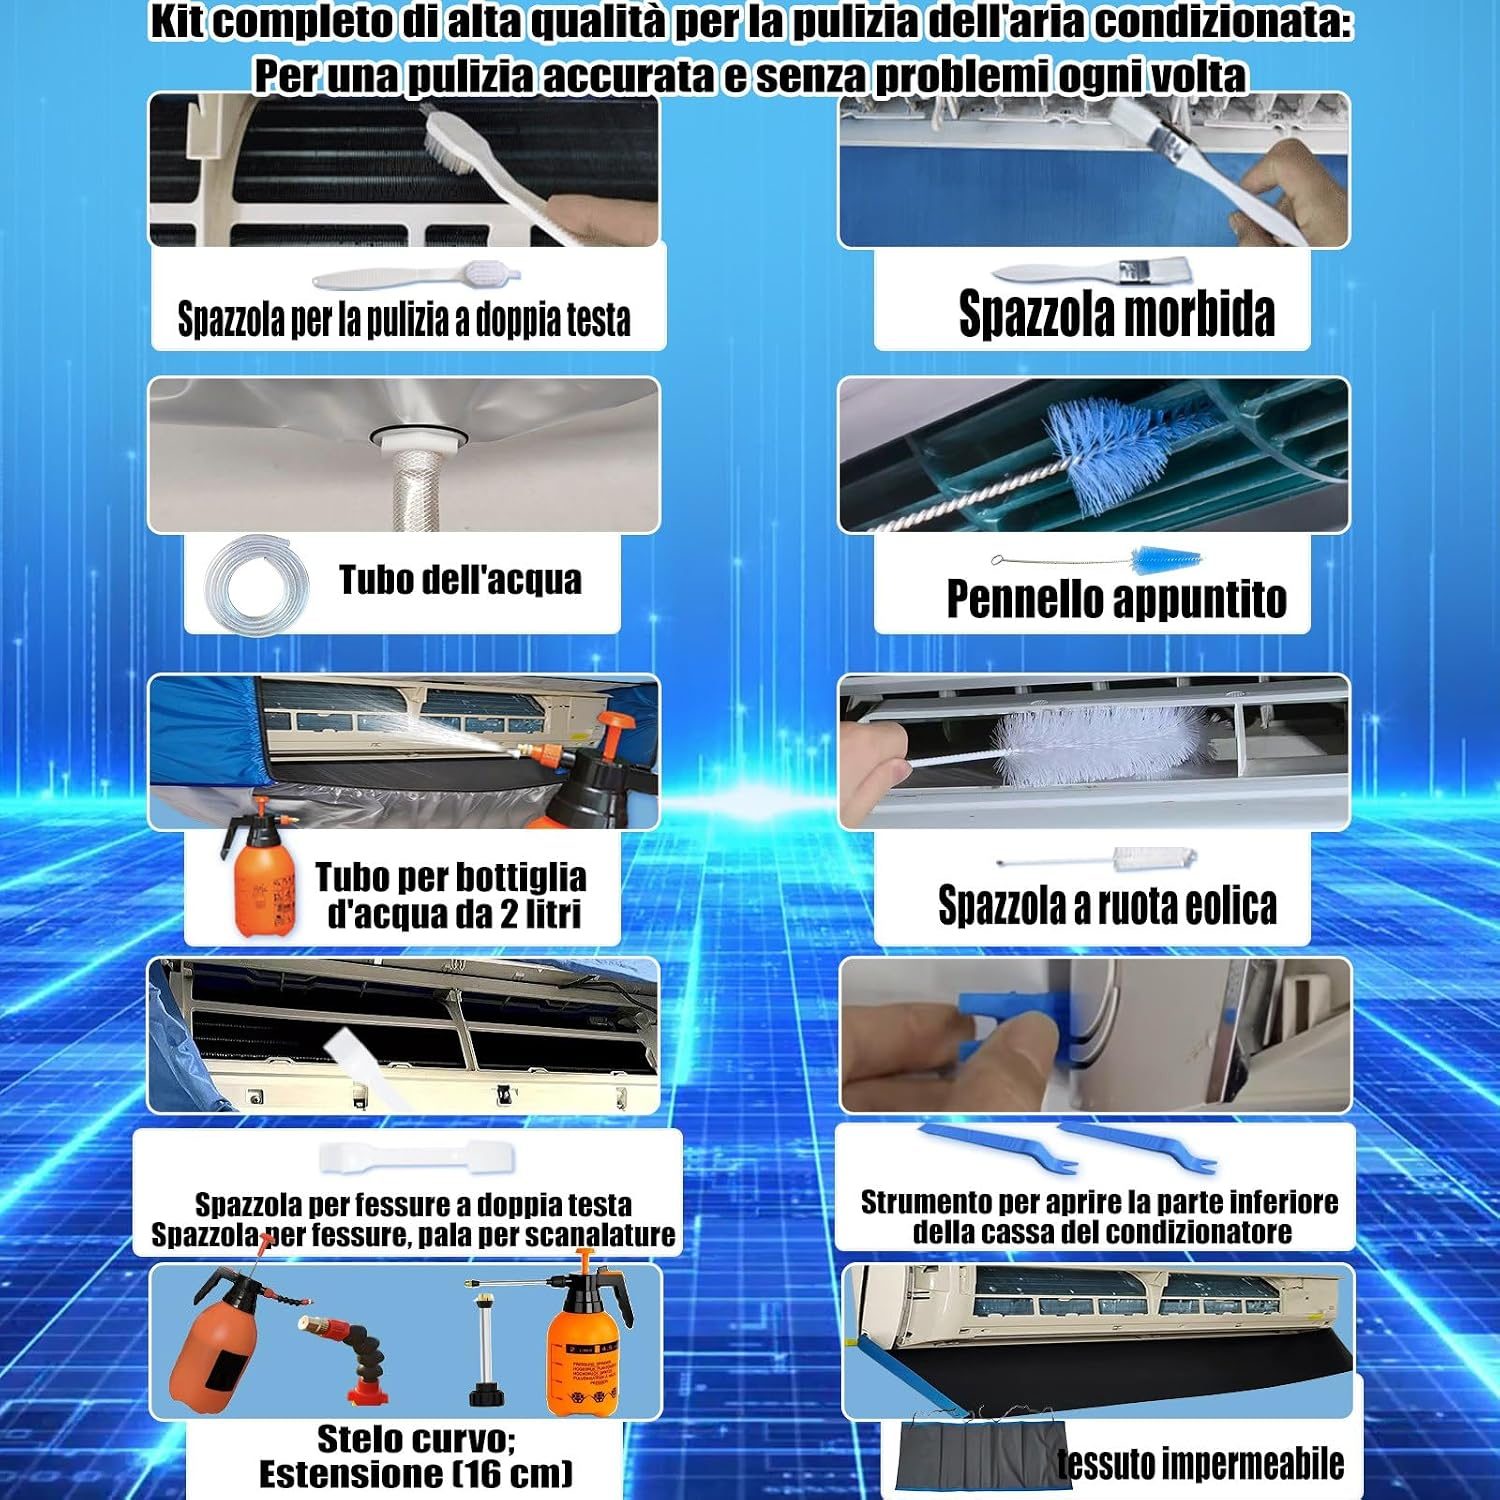 Kit completo di alta qualità per la pulizia dell'aria condizionata:
Per una pulizia accurata e senza problemi ogni volta
Spazzola per la pulizia a doppia testa
Spazzola morbida
Tubo dell'acqua
Pennello appuntito
Tubo per bottiglia
d'acqua da 2 litri
Spazzola a ruota eolica
Spazzola per fessure a doppia testa
Spazzola per fessure, pala per scanalature
Strumento per aprire la parte inferiore
della cassa del condizionatore
Stelo curvo;
Estensione (16 cm)
tessuto impermeabile